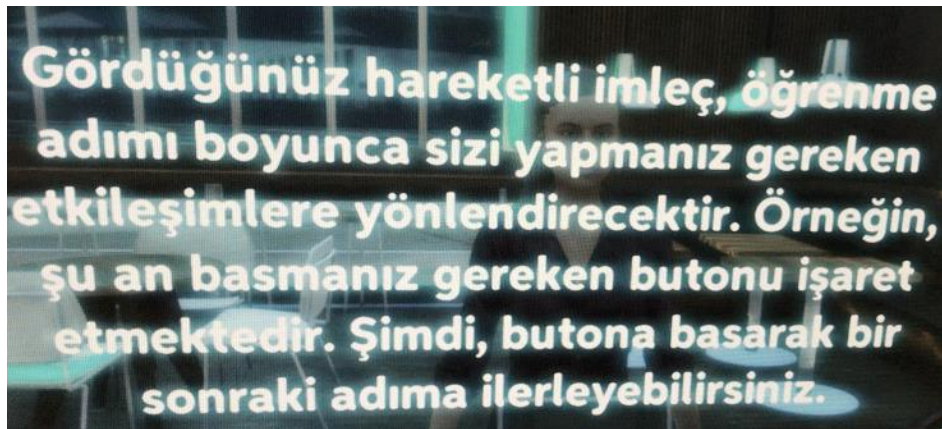 Gördüğünüz hareketli imleç, öğrenme
adımı boyunca sizi yapmanız gereken
etkileşimlere yönlendirecektir. Örneğin,
şu an basmanız gereken butonu işaret
etmektedir. Şimdi, butona basarak bir
sonraki adıma ilerleyebilirsiniz.